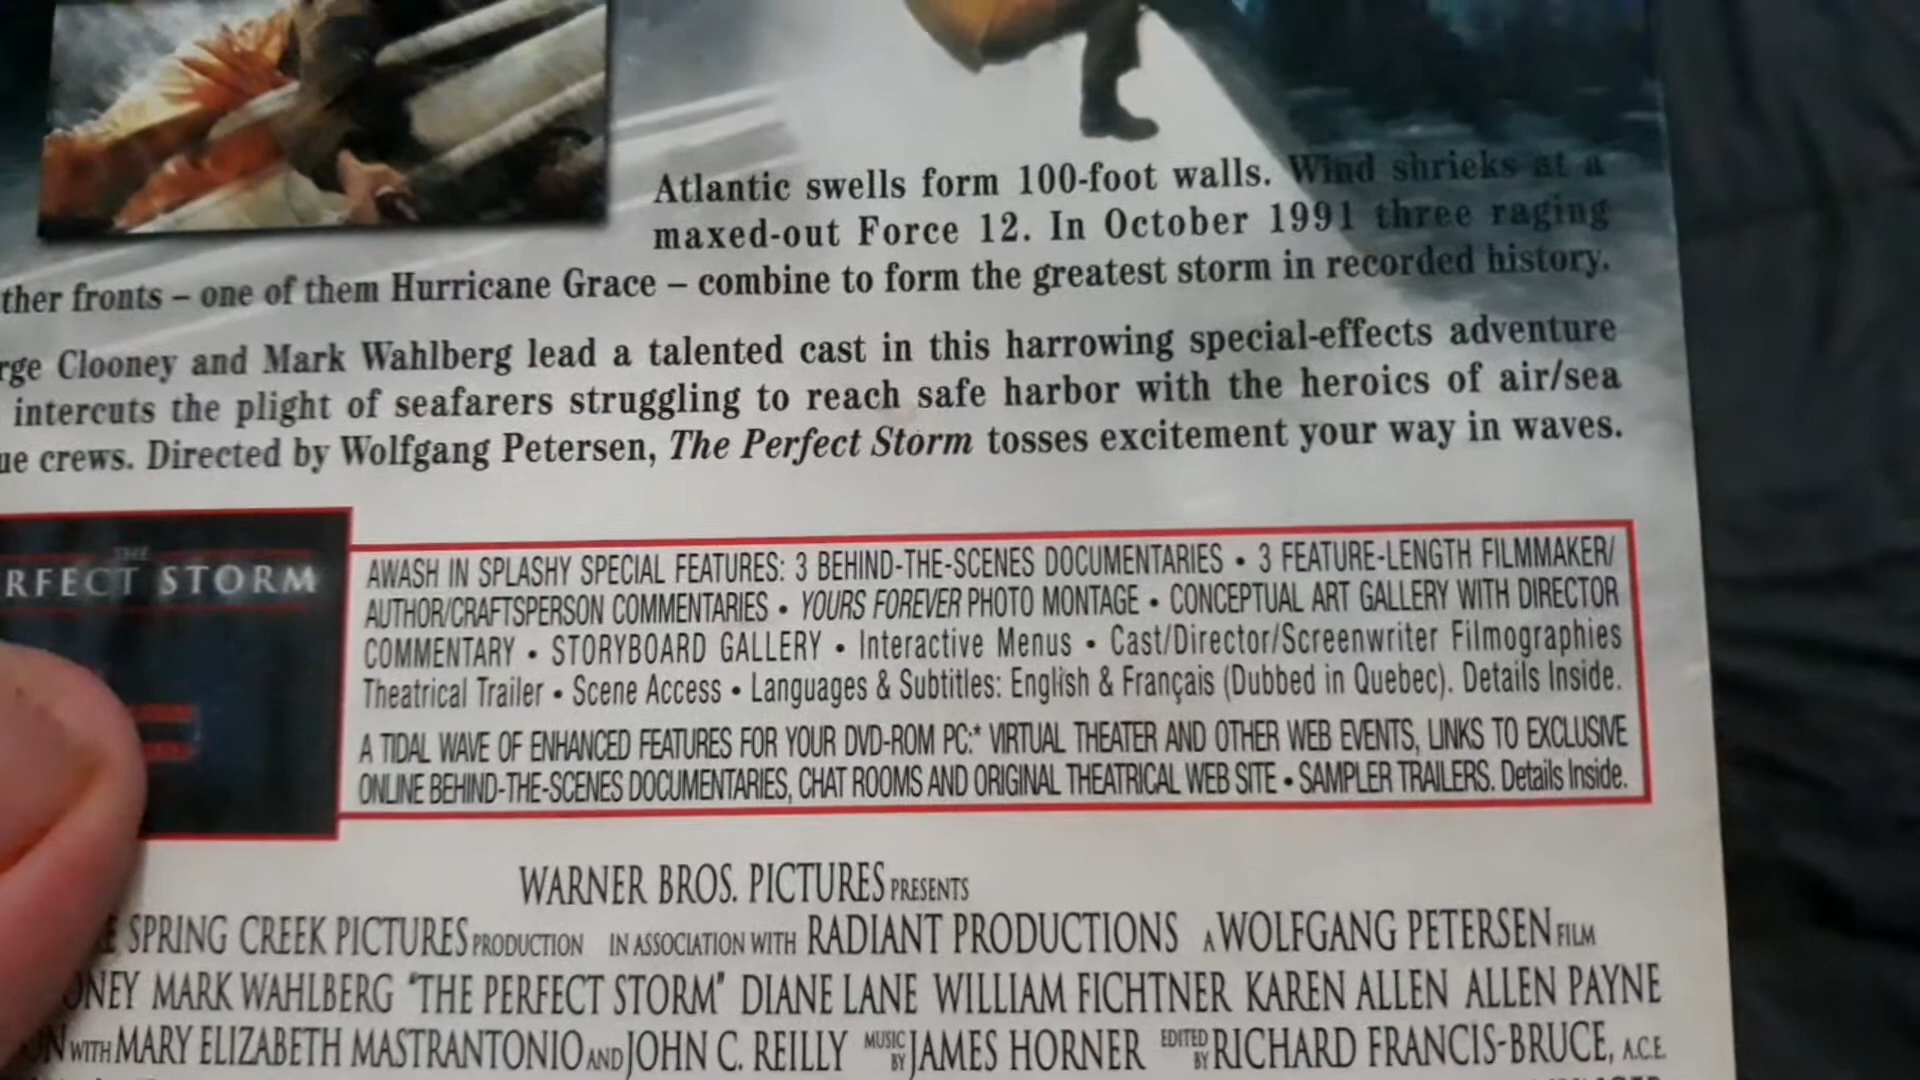 Atlantic swells form 100-foot walls. Wind shrieks at a
maxed-out Force 12. In October 1991 three raging
ther fronts – one of them Hurricane Grace – combine to form the greatest storm in recorded history.
rge Clooney and Mark Wahlberg lead a talented cast in this harrowing special-effects adventure
intercuts the plight of seafarers struggling to reach safe harbor with the heroics of air/sea
ue crews. Directed by Wolfgang Petersen, The Perfect Storm tosses excitement your way in waves.
THE
RFECT STORM
AWASH IN SPLASHY SPECIAL FEATURES: 3 BEHIND-THE-SCENES DOCUMENTARIES • 3 FEATURE-LENGTH FILMMAKER/
AUTHOR/CRAFTSPERSON COMMENTARIES • YOURS FOREVER PHOTO MONTAGE • CONCEPTUAL ART GALLERY WITH DIRECTOR
COMMENTARY • STORYBOARD GALLERY • Interactive Menus • Cast/Director/Screenwriter Filmographies
Theatrical Trailer • Scene Access • Languages & Subtitles: English & Français (Dubbed in Quebec). Details Inside.
A TIDAL WAVE OF ENHANCED FEATURES FOR YOUR DVD-ROM PC:* VIRTUAL THEATER AND OTHER WEB EVENTS, LINKS TO EXCLUSIVE
ONLINE BEHIND-THE-SCENES DOCUMENTARIES, CHAT ROOMS AND ORIGINAL THEATRICAL WEB SITE • SAMPLER TRAILERS. Details Inside.
WARNER BROS. PICTURES PRESENTS
SPRING CREEK PICTURES PRODUCTION IN ASSOCIATION WITH RADIANT PRODUCTIONS A WOLFGANG PETERSEN FILM
ONEY MARK WAHLBERG "THE PERFECT STORM" DIANE LANE WILLIAM FICHTNER KAREN ALLEN ALLEN PAYNE
ON WITH MARY ELIZABETH MASTRANTONIO AND JOHN C. REILLY MUSIC BY JAMES HORNER EDITED BY RICHARD FRANCIS-BRUCE, A.C.E.